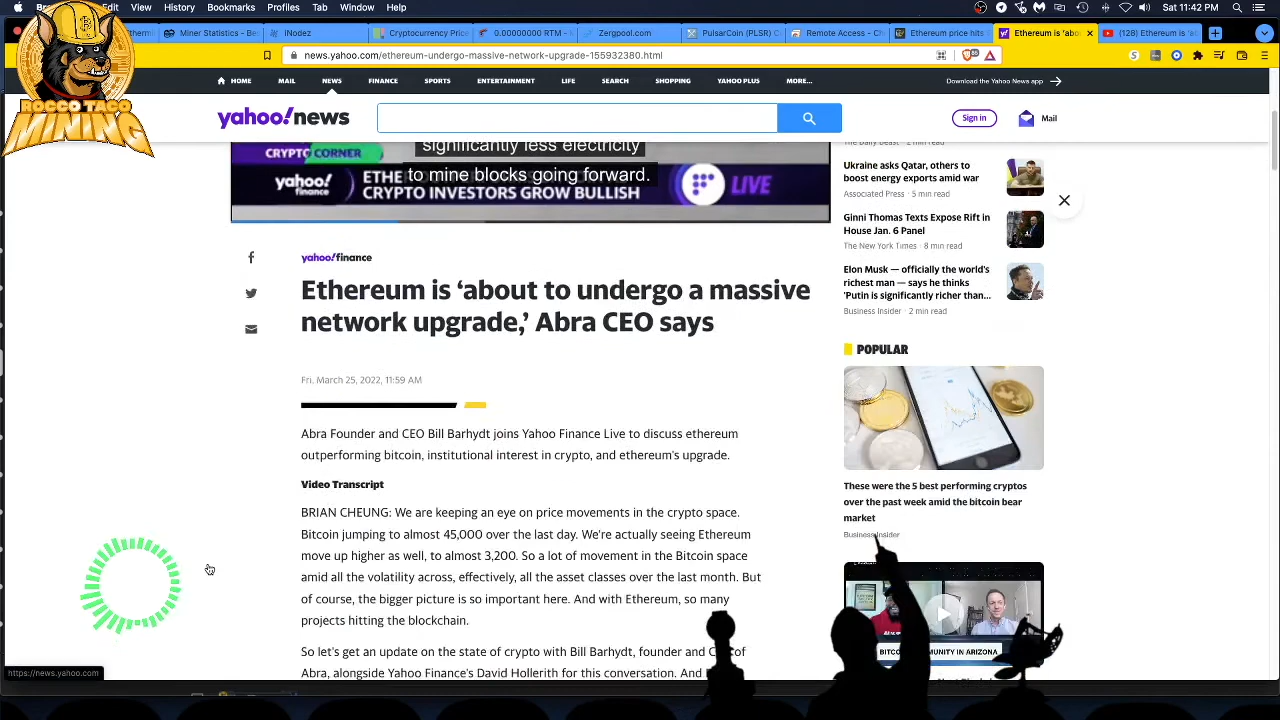 View
History
Bookmarks
Profiles
Tab
Window
Help
Sat 11:42 PM
Miner Statistics - Be
iNodez
Cryptocurrency Price
0.00000000 RTM -
Zergpool.com
PulsarCoin (PLSR) C
Remote Access - Ch
Ethereum price hits
Ethereum is 'abou
(128) Ethereum is 'a
news.yahoo.com/ethereum-undergo-massive-network-upgrade-155932380.html
ROCCO TACO
MINING
HOME
MAIL
NEWS
FINANCE
SPORTS
ENTERTAINMENT
LIFE
SEARCH
SHOPPING
YAHOO PLUS
MORE...
Download the Yahoo News app
yahoo!news
Sign in
Mail
significantly less electricity
to mine blocks going forward.
CRYPTO CORNER
yahoo!
finance
CRYPTO INVESTORS GROW BULLISH
LIVE
The Daily Beast · 2 min read
Ukraine asks Qatar, others to
boost energy exports amid war
Associated Press · 5 min read
Ginni Thomas Texts Expose Rift in
House Jan. 6 Panel
The New York Times · 8 min read
Elon Musk — officially the world's
richest man — says he thinks
'Putin is significantly richer than...
Business Insider · 2 min read
yahoo!finance
Ethereum is ‘about to undergo a massive
network upgrade,’ Abra CEO says
Fri, March 25, 2022, 11:59 AM
Abra Founder and CEO Bill Barhydt joins Yahoo Finance Live to discuss ethereum
outperforming bitcoin, institutional interest in crypto, and ethereum's upgrade.
Video Transcript
BRIAN CHEUNG: We are keeping an eye on price movements in the crypto space.
Bitcoin jumping to almost 45,000 over the last day. We're actually seeing Ethereum
move up higher as well, to almost 3,200. So a lot of movement in the Bitcoin space
amid all the volatility across, effectively, all the asset classes over the last month. But
of course, the bigger picture is so important here. And with Ethereum, so many
projects hitting the blockchain.
So let's get an update on the state of crypto with Bill Barhydt, founder and C of
Abra, alongside Yahoo Finance's David Hollerith for this conversation. And
POPULAR
These were the 5 best performing cryptos
over the past week amid the bitcoin bear
market
Business Insider
BITCO MUNITY IN ARIZONA
https://news.yahoo.com